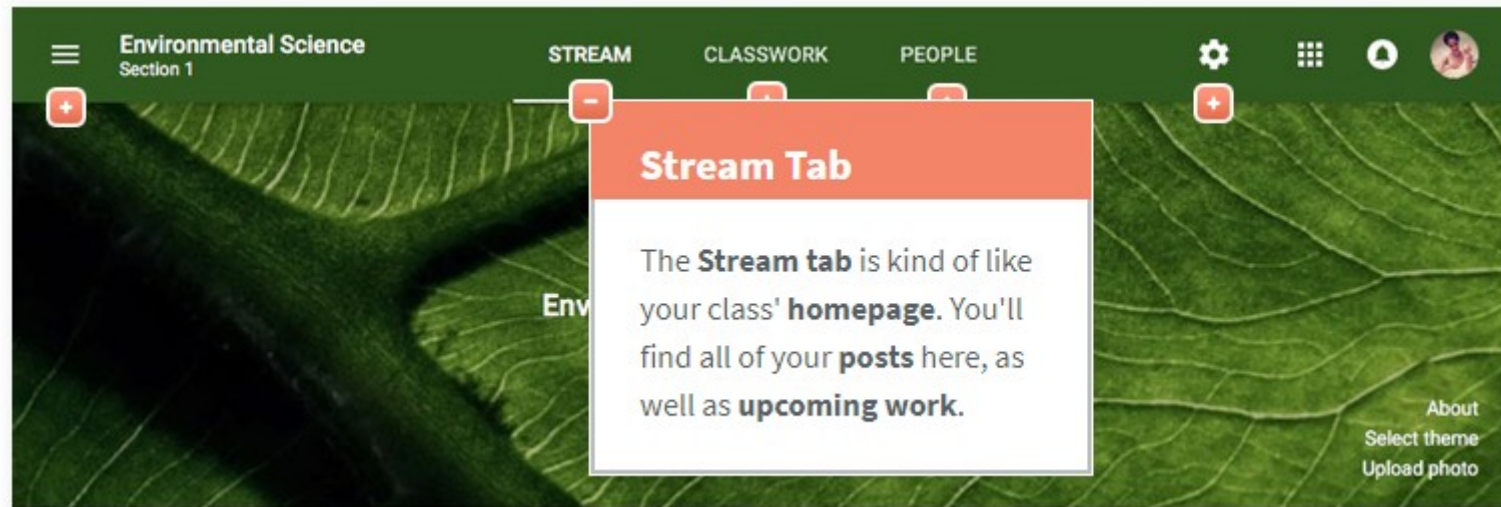 Environmental Science
Section 1
STREAM
CLASSWORK
PEOPLE
Stream Tab
The Stream tab is kind of like
your class' homepage. You'll
find all of your posts here, as
well as upcoming work.
Env
About
Select theme
Upload photo